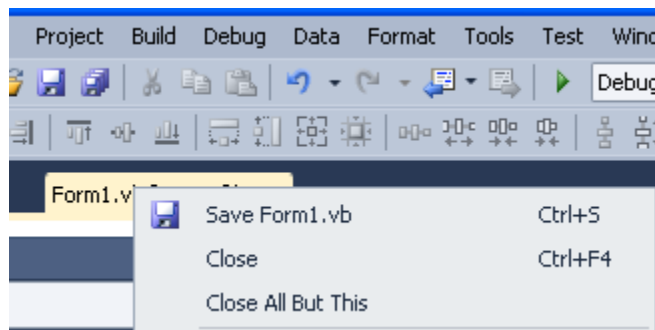 Project Build Debug Data Format Tools Test
Debug
Form1.v
Save Form1.vb Ctrl+S
Close Ctrl+F4
Close All But This